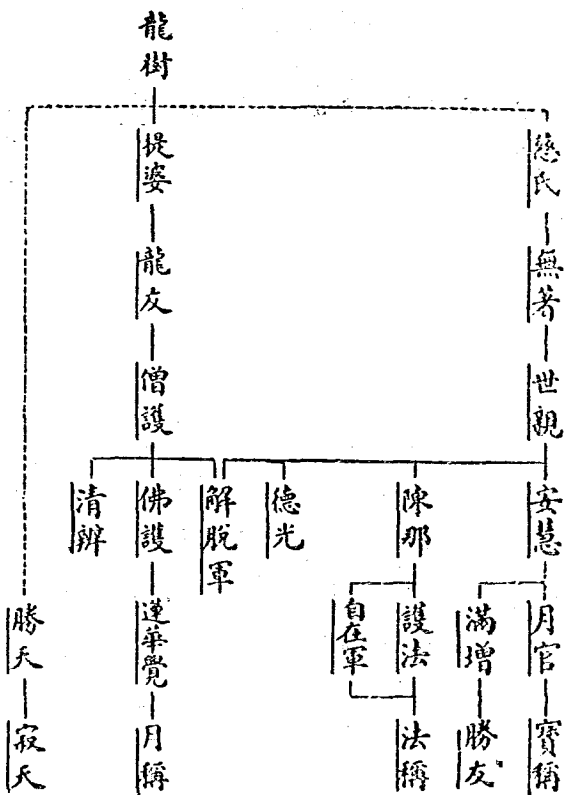 龍樹
慈氏
無著
世親
安慧
月官
寶稱
滿增
勝友
陳那
護法
法稱
自在軍
德光
解脫軍
提婆
龍友
僧護
佛護
蓮華覺
月稱
清辨
勝天
寂天